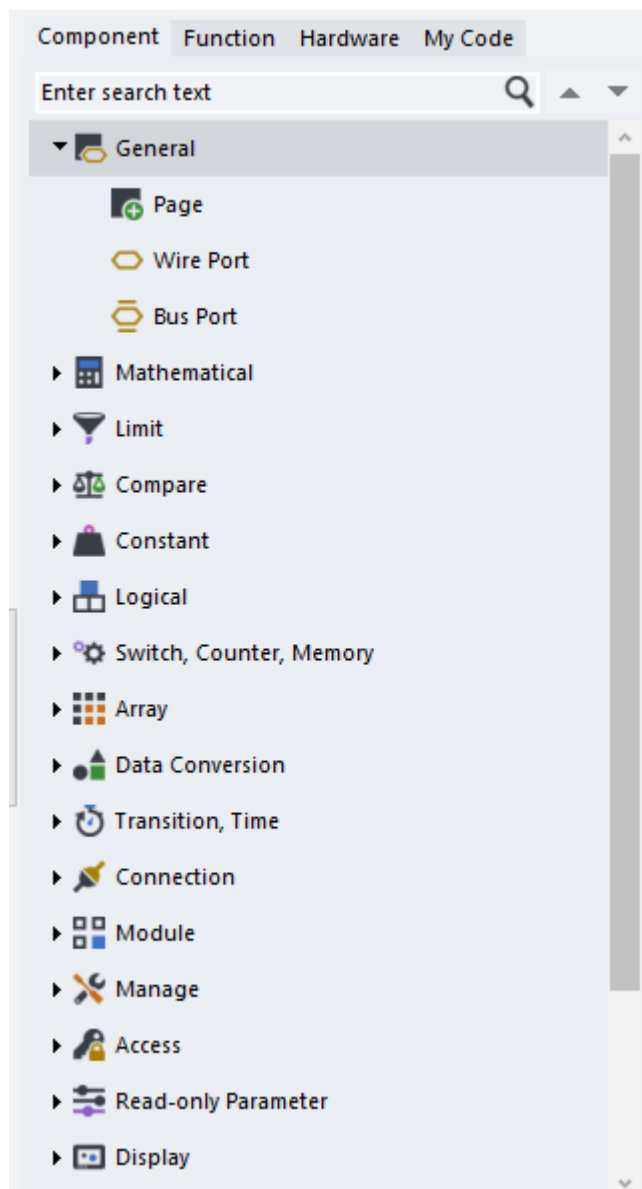 Component Function Hardware My Code
Enter search text
General
Page
Wire Port
Bus Port
Mathematical
Limit
Compare
Constant
Logical
Switch, Counter, Memory
Array
Data Conversion
Transition, Time
Connection
Module
Manage
Access
Read-only Parameter
Display